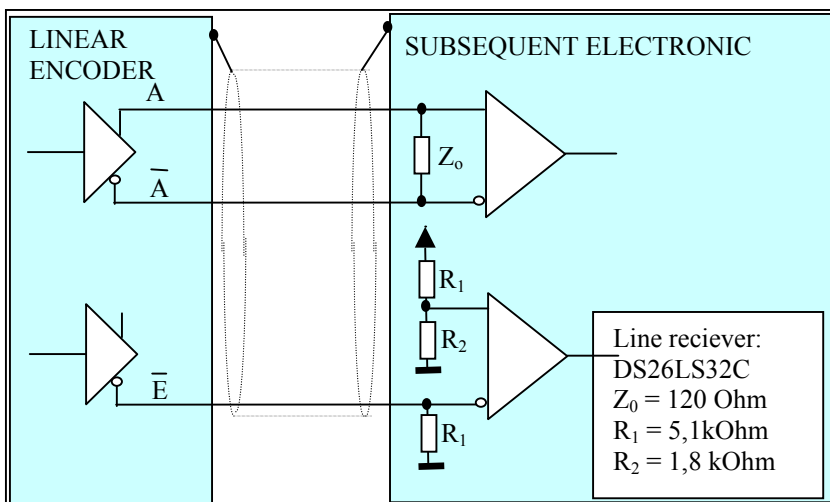 LINEAR
ENCODER
SUBSEQUENT ELECTRONIC
A
Zₒ
A̅
R₁
R₂
E̅
R₁
Line reciever:
DS26LS32C
Z₀ = 120 Ohm
R₁ = 5,1kOhm
R₂ = 1,8 kOhm